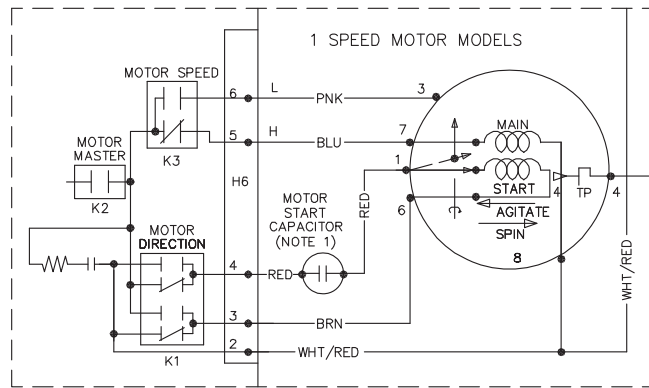 1 SPEED MOTOR MODELS
MOTOR SPEED
6
L
PNK
3
5
H
BLU
7
MAIN
K3
MOTOR
MASTER
K2
H6
1
START
4
TP
4
MOTOR
START
CAPACITOR
(NOTE 1)
RED
6
AGITATE
SPIN
8
MOTOR
DIRECTION
4
RED
3
BRN
2
WHT/RED
K1
WHT/RED